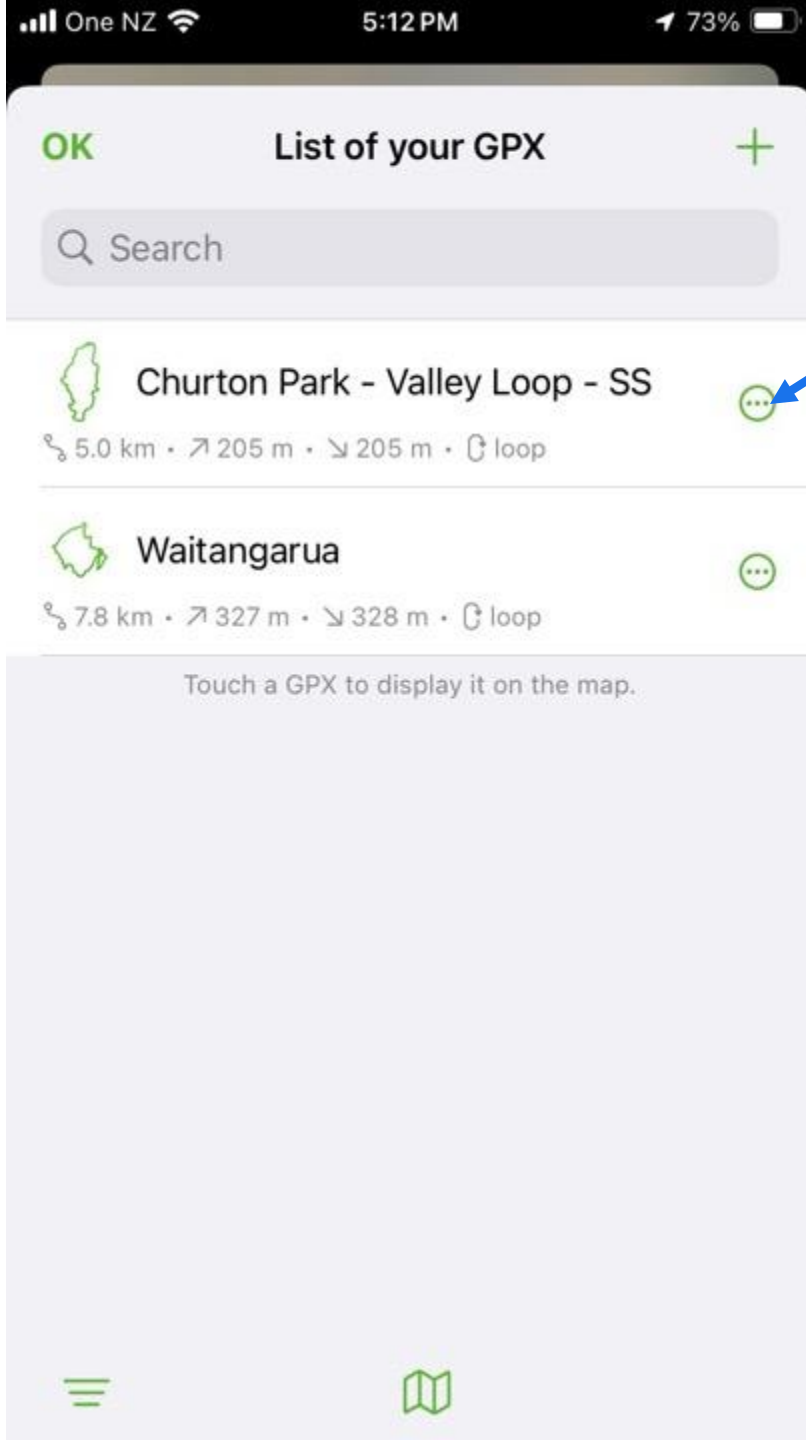 One NZ 5:12 PM 73%
OK List of your GPX +
Search
Churton Park - Valley Loop - SS
5.0 km • ↗ 205 m • ↘ 205 m • loop
Waitangarua
7.8 km • ↗ 327 m • ↘ 328 m • loop
Touch a GPX to display it on the map.